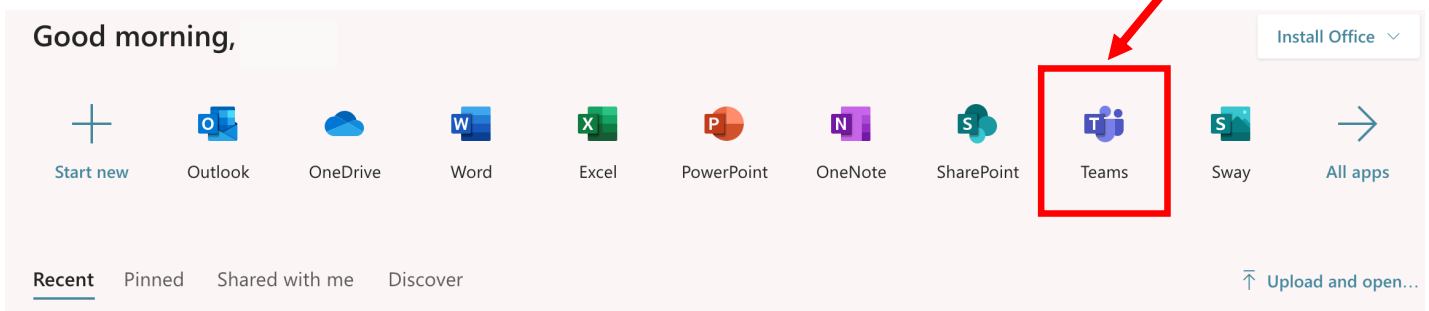 Good morning,
Install Office
Start new
Outlook
OneDrive
Word
Excel
PowerPoint
OneNote
SharePoint
Teams
Sway
All apps
Recent Pinned Shared with me Discover
Upload and open...